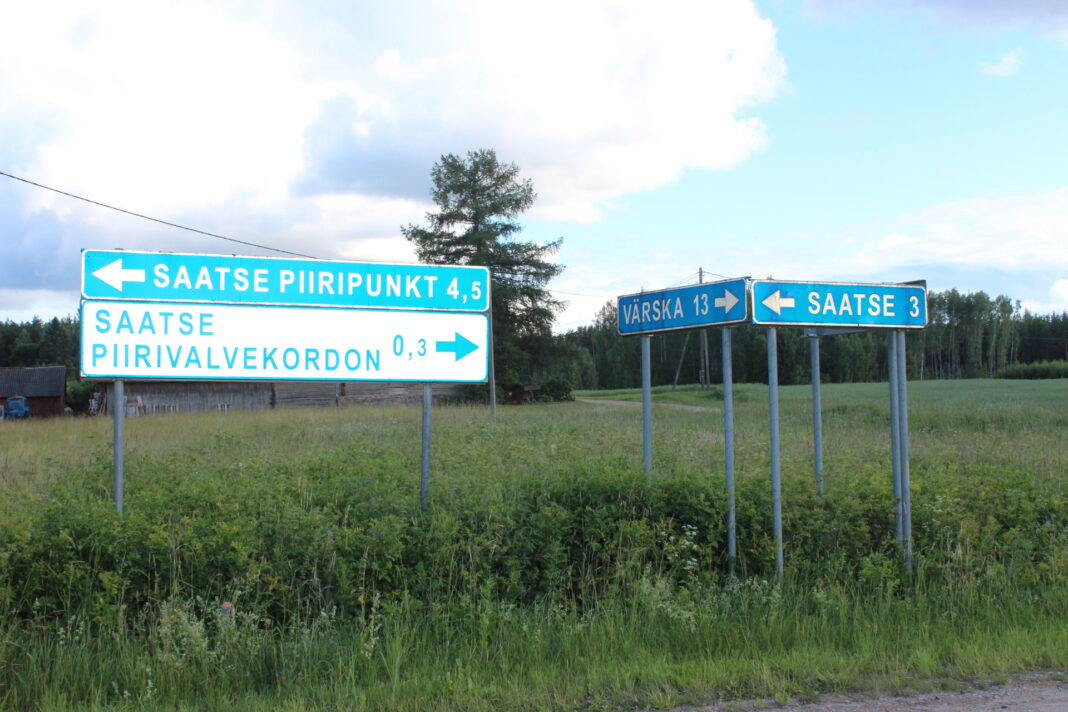 SAATSE PIIRIPUNKT 4,5
SAATSE
PIIRIVALVEKORDON 0,3
VÄRSKA 13
SAATSE 3